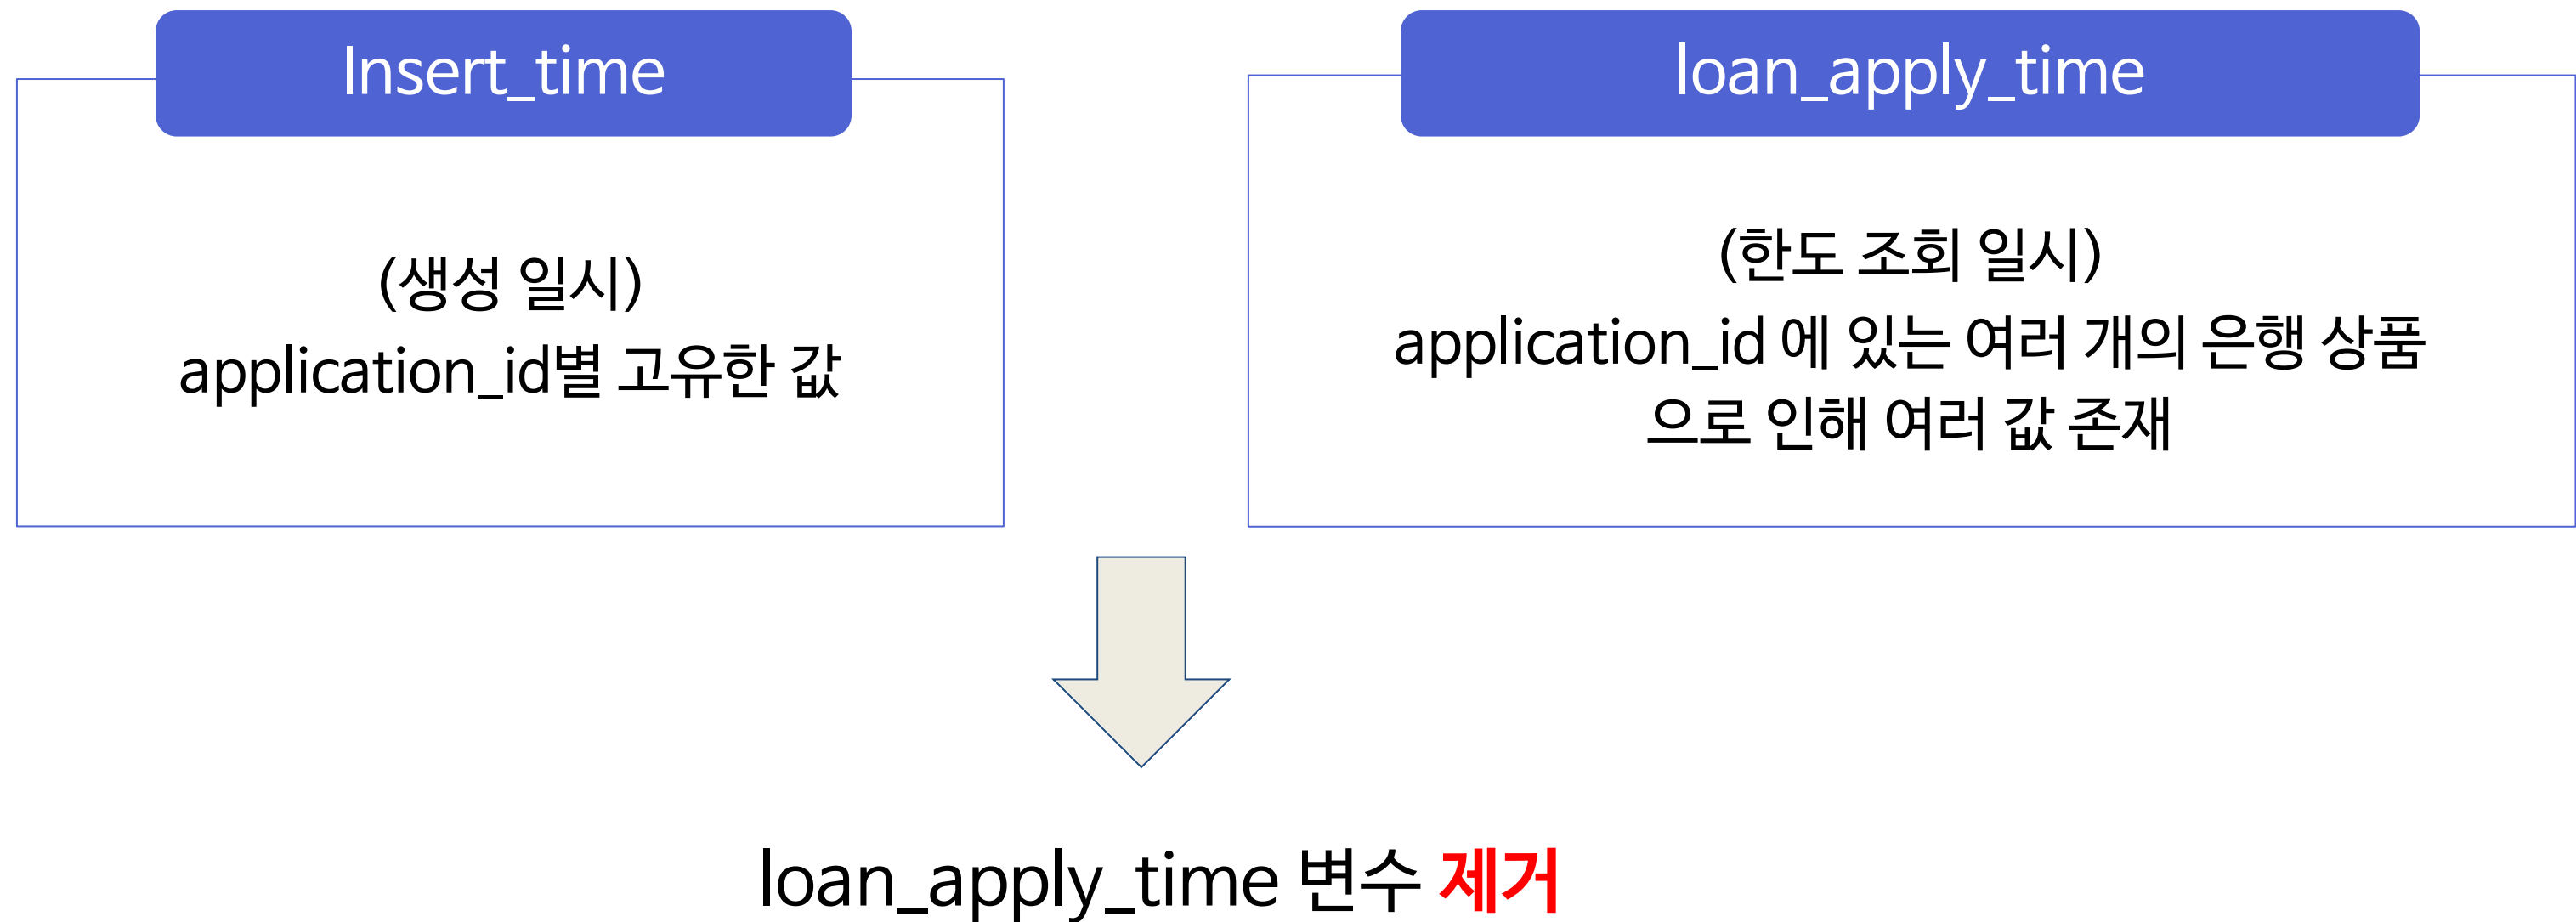 Insert_time
(생성 일시)
application_id별 고유한 값
loan_apply_time
(한도 조회 일시)
application_id 에 있는 여러 개의 은행 상품
으로 인해 여러 값 존재
loan_apply_time 변수 제거